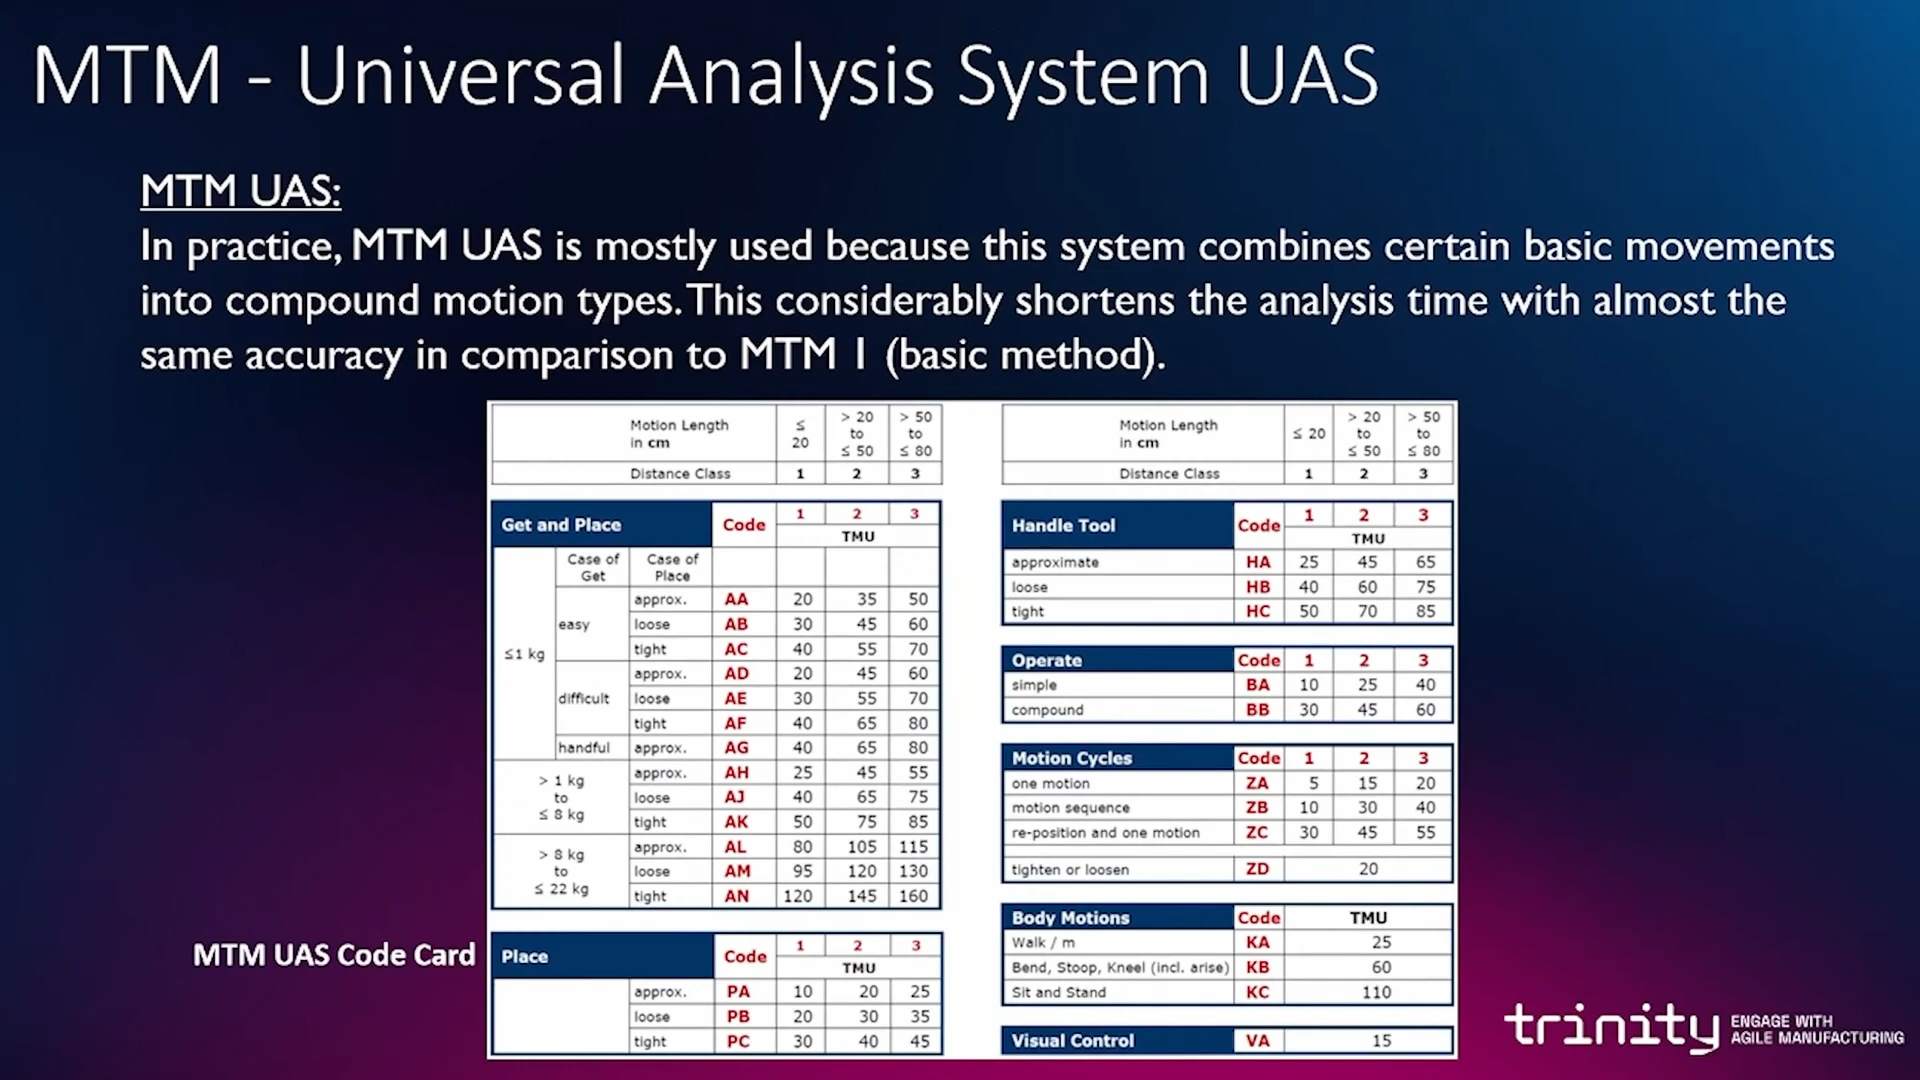 MTM - Universal Analysis System UAS
MTM UAS:
In practice, MTM UAS is mostly used because this system combines certain basic movements
into compound motion types. This considerably shortens the analysis time with almost the
same accuracy in comparison to MTM 1 (basic method).
Motion Length in cm ≤ 20 > 20 to ≤ 50 > 50 to ≤ 80
Distance Class 1 2 3
Get and Place Code 1 2 3
TMU
Case of Get Case of Place
≤1 kg
easy
approx. AA 20 35 50
loose AB 30 45 60
tight AC 40 55 70
difficult
approx. AD 20 45 60
loose AE 30 55 70
tight AF 40 65 80
handful approx. AG 40 65 80
> 1 kg to ≤ 8 kg
approx. AH 25 45 55
loose AJ 40 65 75
tight AK 50 75 85
> 8 kg to ≤ 22 kg
approx. AL 80 105 115
loose AM 95 120 130
tight AN 120 145 160
MTM UAS Code Card
Place Code 1 2 3
TMU
approx. PA 10 20 25
loose PB 20 30 35
tight PC 30 40 45
Motion Length in cm ≤ 20 > 20 to ≤ 50 > 50 to ≤ 80
Distance Class 1 2 3
Handle Tool Code 1 2 3
TMU
approximate HA 25 45 65
loose HB 40 60 75
tight HC 50 70 85
Operate Code 1 2 3
simple BA 10 25 40
compound BB 30 45 60
Motion Cycles Code 1 2 3
one motion ZA 5 15 20
motion sequence ZB 10 30 40
re-position and one motion ZC 30 45 55
tighten or loosen ZD 20
Body Motions Code TMU
Walk / m KA 25
Bend, Stoop, Kneel (incl. arise) KB 60
Sit and Stand KC 110
Visual Control VA 15
trinity
ENGAGE WITH
AGILE MANUFACTURING